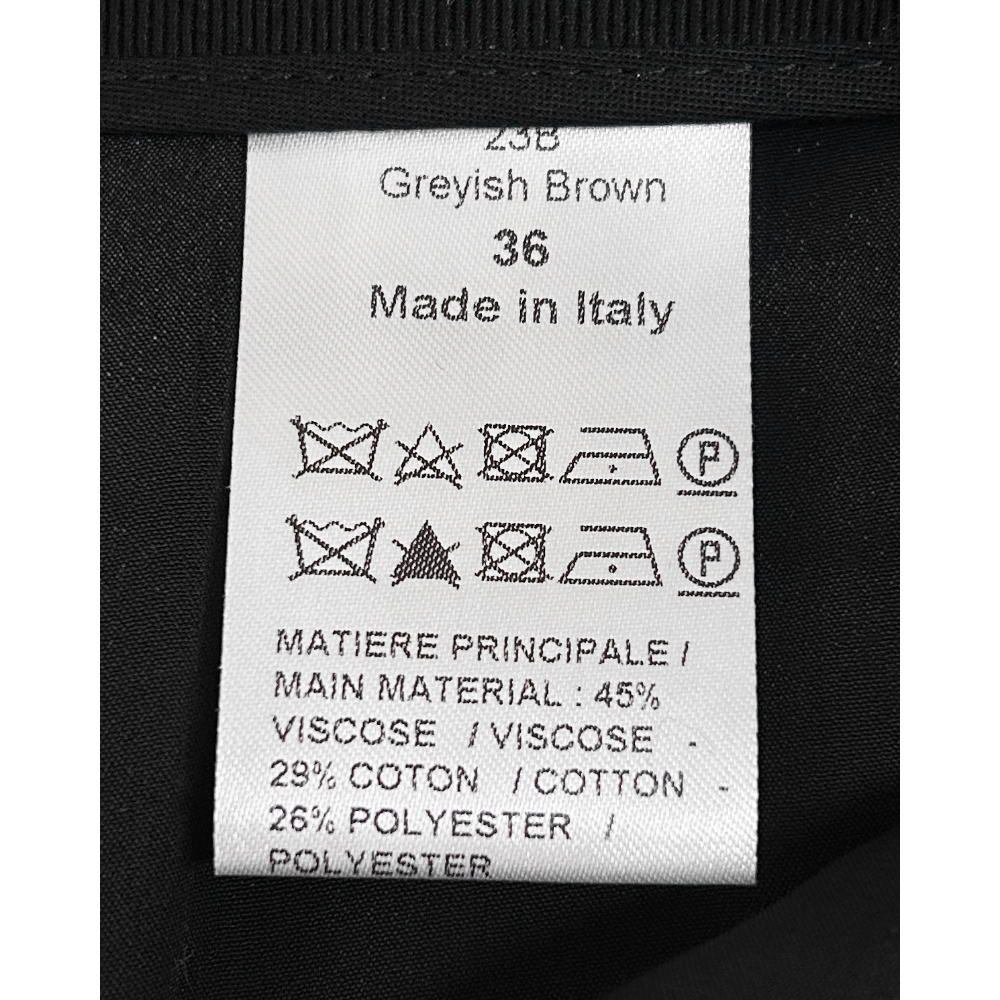 23B
Greyish Brown
36
Made in Italy
P
P
MATIERE PRINCIPALE /
MAIN MATERIAL : 45%
VISCOSE / VISCOSE -
29% COTON / COTTON -
26% POLYESTER /
POLYESTER